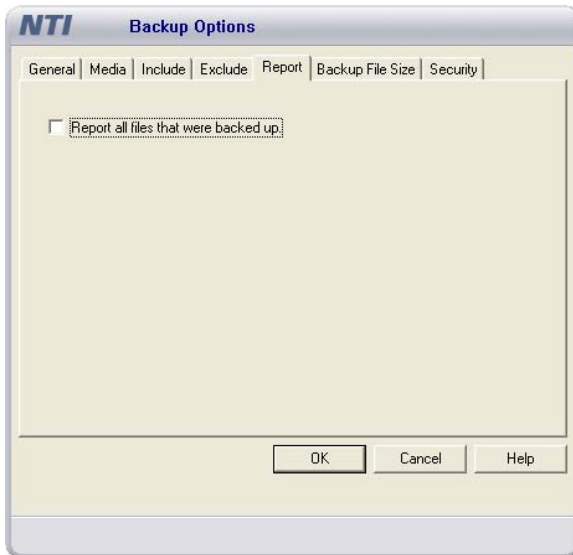 NTI Backup Options
General Media Include Exclude Report Backup File Size Security
Report all files that were backed up.
OK Cancel Help